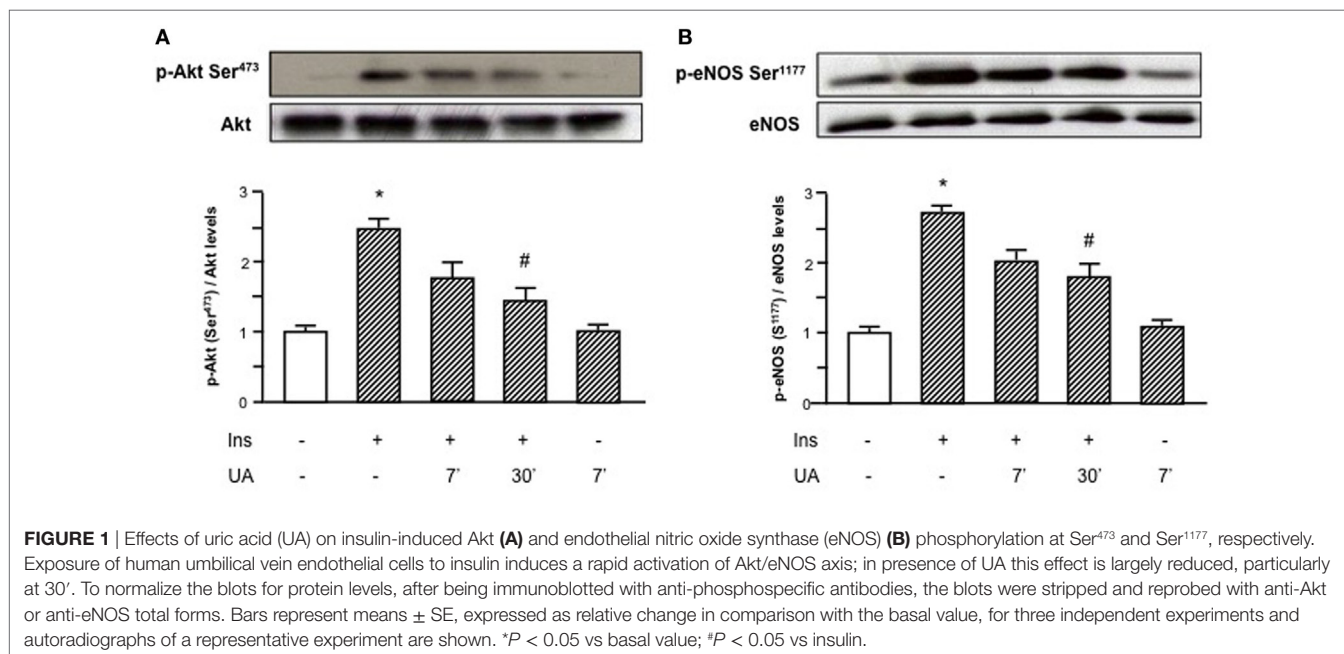 A
p-Akt Ser⁴⁷³
Akt
p-Akt (Ser⁴⁷³) / Akt levels
3
2
1
0
*
#
Ins - + + + -
UA - - 7' 30' 7'
B
p-eNOS Ser¹¹⁷⁷
eNOS
p-eNOS (S¹¹⁷⁷) / eNOS levels
3
2
1
0
*
#
Ins - + + + -
UA - - 7' 30' 7'
FIGURE 1 | Effects of uric acid (UA) on insulin-induced Akt (A) and endothelial nitric oxide synthase (eNOS) (B) phosphorylation at Ser⁴⁷³ and Ser¹¹⁷⁷, respectively.
Exposure of human umbilical vein endothelial cells to insulin induces a rapid activation of Akt/eNOS axis; in presence of UA this effect is largely reduced, particularly
at 30′. To normalize the blots for protein levels, after being immunoblotted with anti-phosphospecific antibodies, the blots were stripped and reprobed with anti-Akt
or anti-eNOS total forms. Bars represent means ± SE, expressed as relative change in comparison with the basal value, for three independent experiments and
autoradiographs of a representative experiment are shown. *P < 0.05 vs basal value; #P < 0.05 vs insulin.